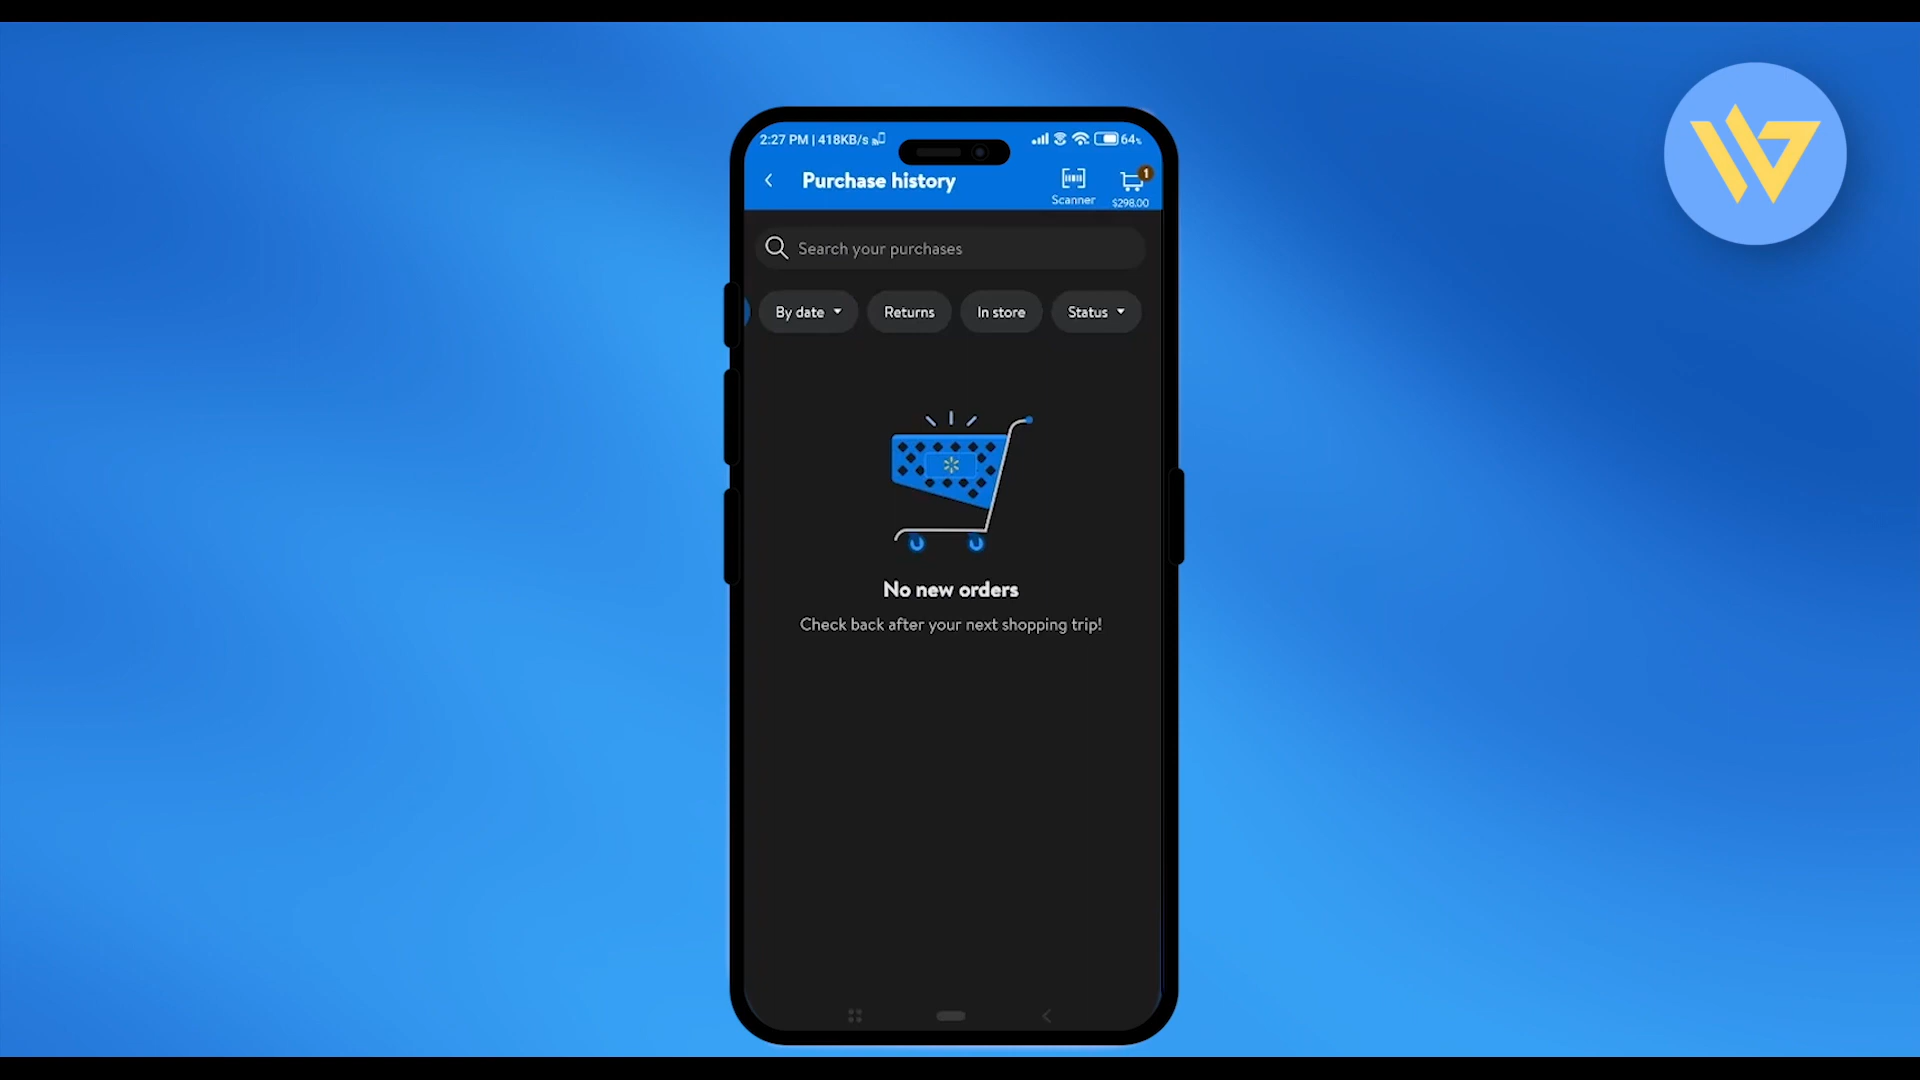 2:27 PM | 418KB/s
64%
Purchase history
1
Scanner
$298.00
Search your purchases
By date
Returns
In store
Status
No new orders
Check back after your next shopping trip!